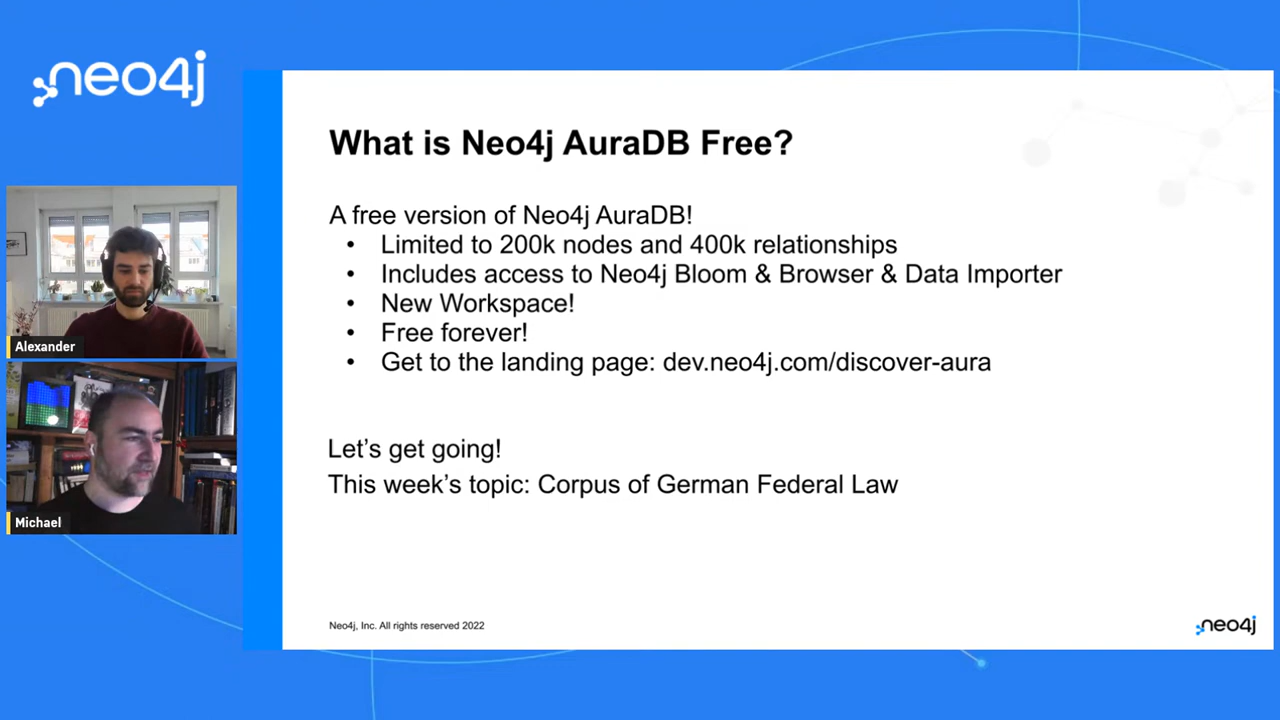 neo4j
What is Neo4j AuraDB Free?
A free version of Neo4j AuraDB!
• Limited to 200k nodes and 400k relationships
• Includes access to Neo4j Bloom & Browser & Data Importer
• New Workspace!
• Free forever!
• Get to the landing page: dev.neo4j.com/discover-aura
Let's get going!
This week's topic: Corpus of German Federal Law
Alexander
Michael
Neo4j, Inc. All rights reserved 2022
neo4j